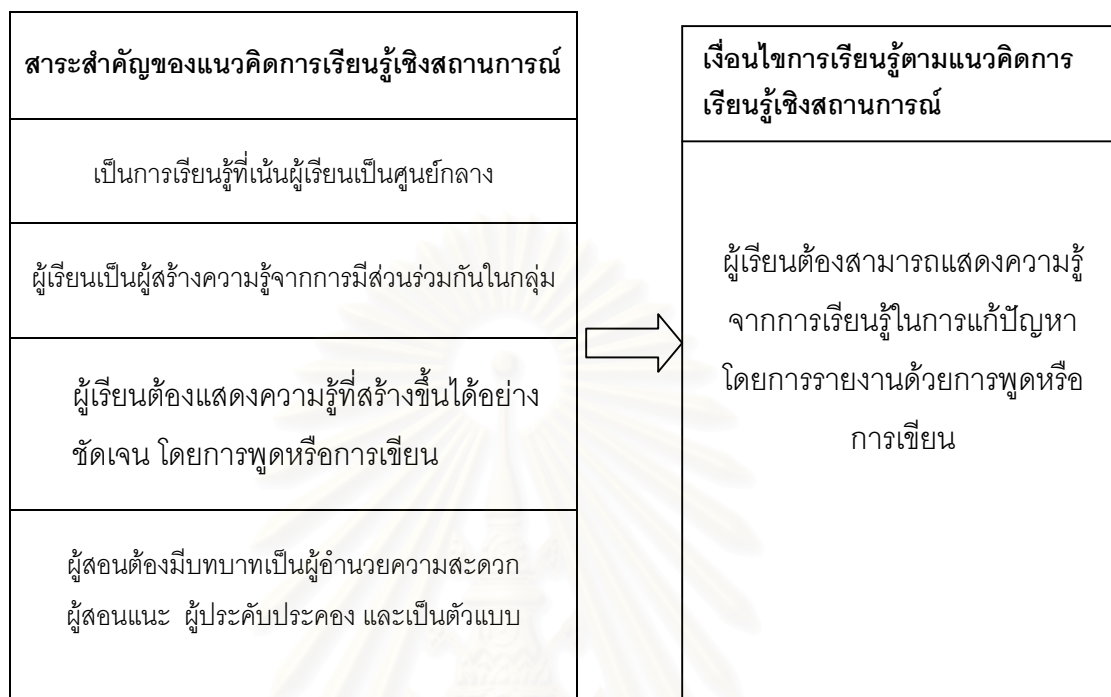 สาระสำคัญของแนวคิดการเรียนรู้เชิงสถานการณ์
เป็นการเรียนรู้ที่เน้นผู้เรียนเป็นศูนย์กลาง
ผู้เรียนเป็นผู้สร้างความรู้จากการมีส่วนร่วมกันในกลุ่ม
ผู้เรียนต้องแสดงความรู้ที่สร้างขึ้นได้อย่าง
ชัดเจน โดยการพูดหรือการเขียน
ผู้สอนต้องมีบทบาทเป็นผู้อำนวยความสะดวก
ผู้สอนแนะ ผู้ประคับประคอง และเป็นตัวแบบ
เงื่อนไขการเรียนรู้ตามแนวคิดการ
เรียนรู้เชิงสถานการณ์
ผู้เรียนต้องสามารถแสดงความรู้
จากการเรียนรู้ในการแก้ปัญหา
โดยการรายงานด้วยการพูดหรือ
การเขียน